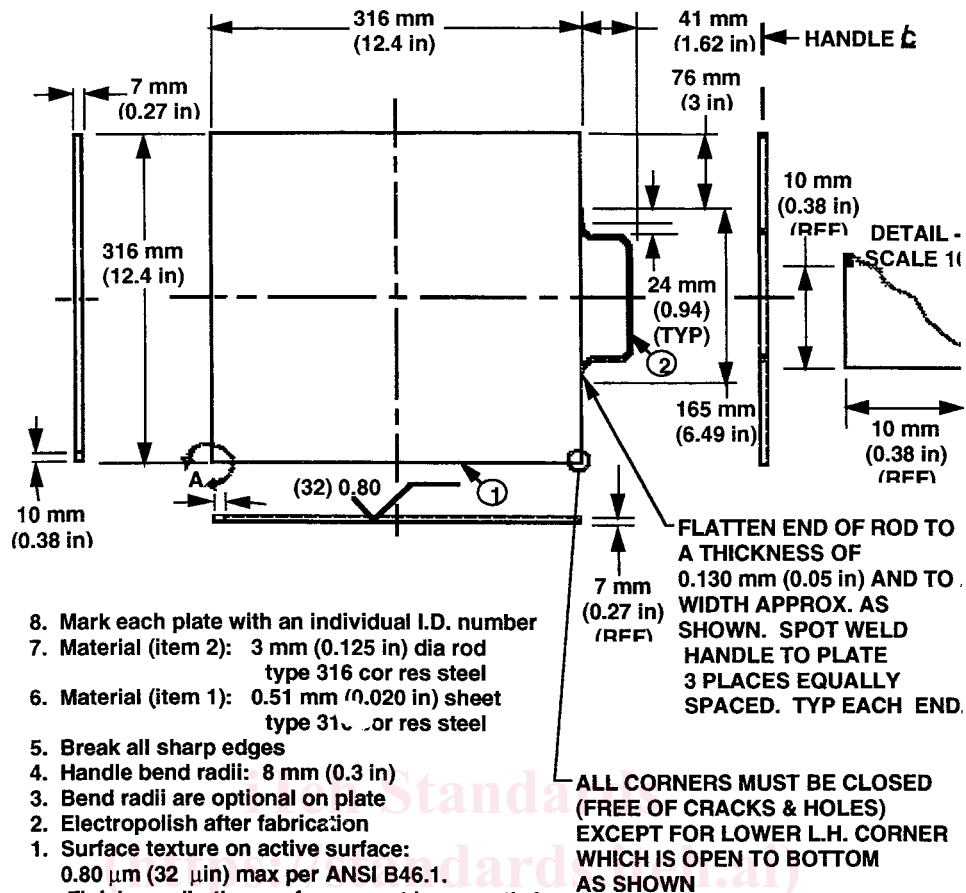 316 mm
(12.4 in)
41 mm
(1.62 in)
HANDLE
7 mm
(0.27 in)
76 mm
(3 in)
10 mm
(0.38 in)
(REF)
DETAIL -
SCALE
316 mm
(12.4 in)
24 mm
(0.94)
(TYP)
2
165 mm
(6.49 in)
10 mm
(0.38 in)
(REF)
A
(32) 0.80
1
10 mm
(0.38 in)
7 mm
(0.27 in)
(REF)
FLATTEN END OF ROD TO
A THICKNESS OF
0.130 mm (0.05 in) AND TO
WIDTH APPROX. AS
SHOWN. SPOT WELD
HANDLE TO PLATE
3 PLACES EQUALLY
SPACED. TYP EACH END.
8. Mark each plate with an individual I.D. number
7. Material (item 2): 3 mm (0.125 in) dia rod
type 316 cor res steel
6. Material (item 1): 0.51 mm (0.020 in) sheet
type res steel
5. Break all sharp edges
4. Handle bend radii: 8 mm (0.3 in)
3. Bend radii are optional on plate
2. Electropolish after fabrication
1. Surface texture on active surface:
0.80 μm (32 μin) max per ANSI B46.1.
ALL CORNERS MUST BE CLOSED
(FREE OF CRACKS & HOLES)
EXCEPT FOR LOWER L.H. CORNER
WHICH IS OPEN TO BOTTOM
AS SHOWN
iTeh Standards
(https://standards.iteh.ai)